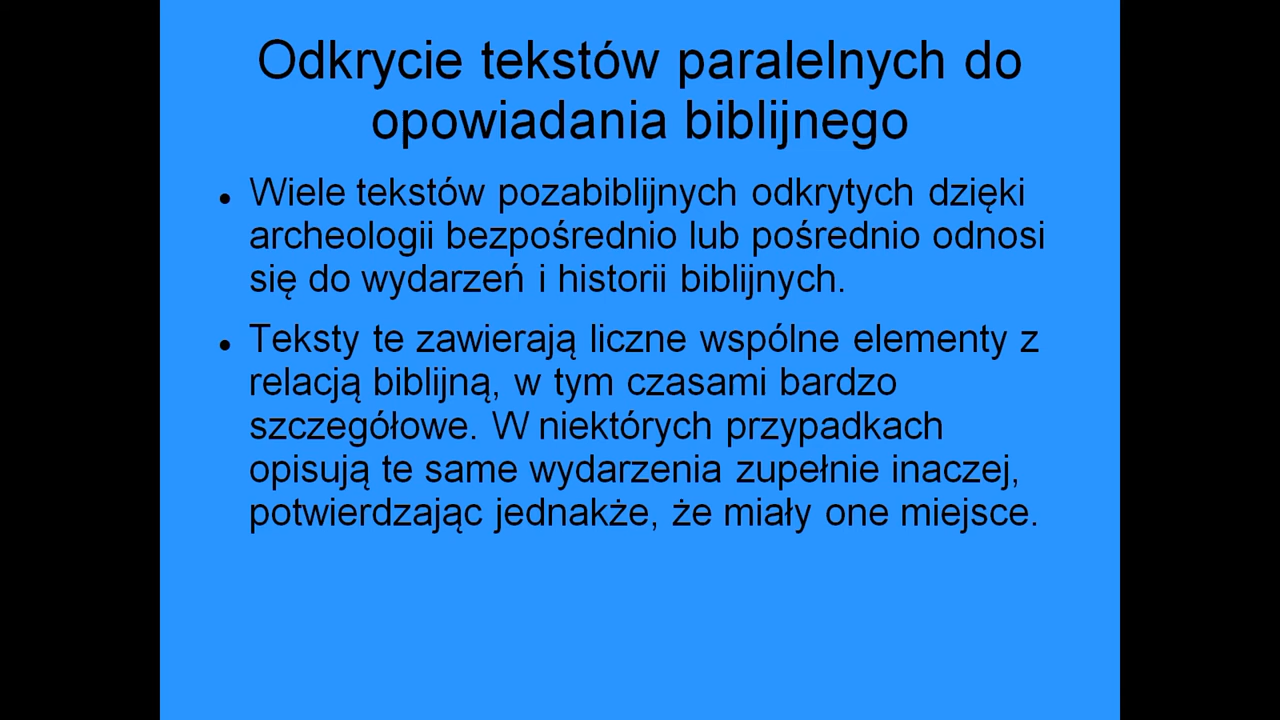 Odkrycie tekstów paralelnych do
opowiadania biblijnego
• Wiele tekstów pozabiblijnych odkrytych dzięki
archeologii bezpośrednio lub pośrednio odnosi
się do wydarzeń i historii biblijnych.
• Teksty te zawierają liczne wspólne elementy z
relacją biblijną, w tym czasami bardzo
szczegółowe. W niektórych przypadkach
opisują te same wydarzenia zupełnie inaczej,
potwierdzając jednakże, że miały one miejsce.